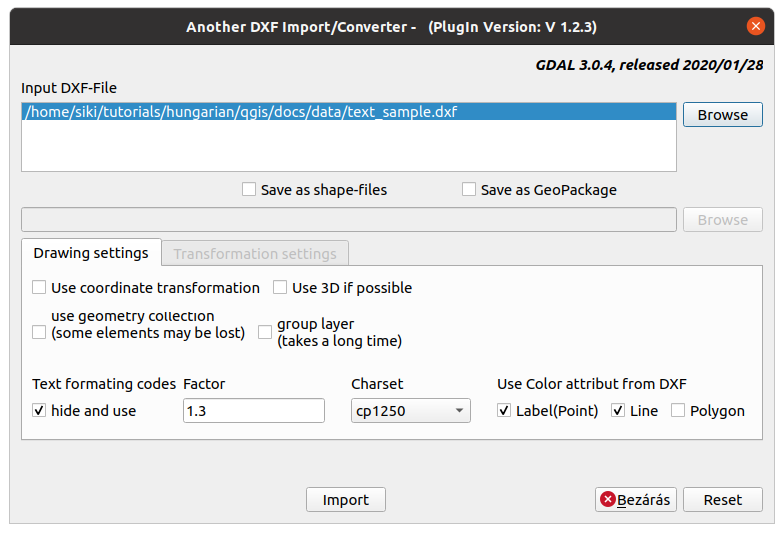 Another DXF Import/Converter - (PlugIn Version: V 1.2.3)
GDAL 3.0.4, released 2020/01/28
Input DXF-File
/home/siki/tutorials/hungarian/qgis/docs/data/text_sample.dxf
Browse
Save as shape-files
Save as GeoPackage
Browse
Drawing settings
Transformation settings
Use coordinate transformation
Use 3D if possible
use geometry collection
(some elements may be lost)
group layer
(takes a long time)
Text formating codes
Factor
Charset
Use Color attribut from DXF
hide and use
1.3
cp1250
Label(Point)
Line
Polygon
Import
Bezárás
Reset